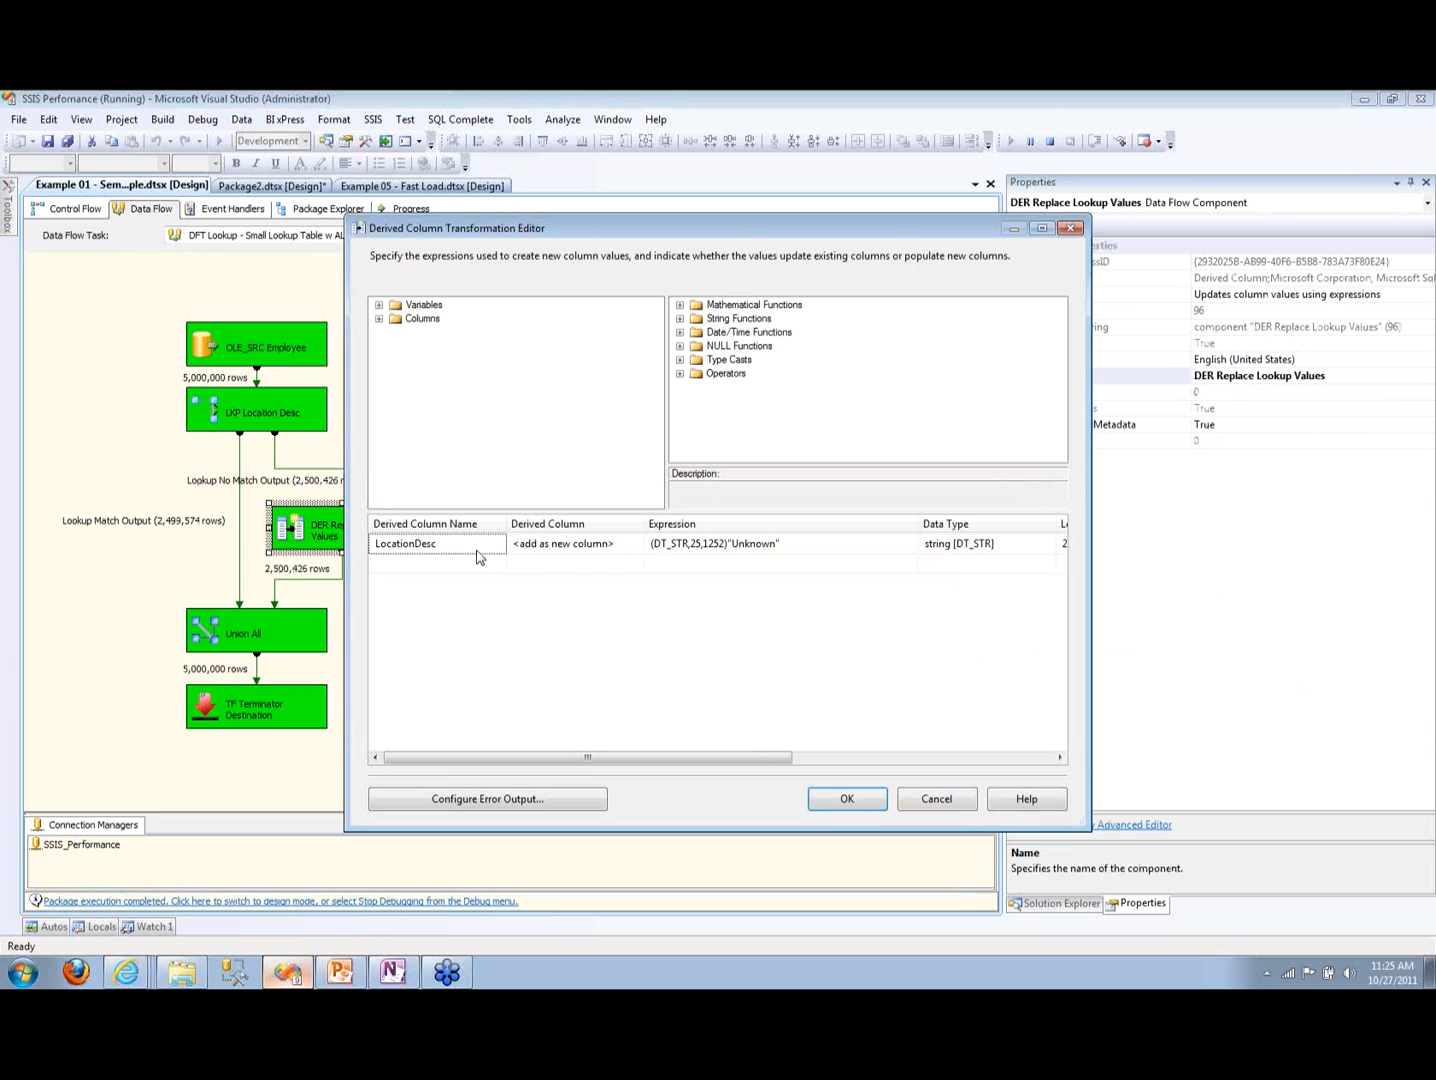 SSIS Perfomance (Running) - Microsoft Visual Studio (Administrator)
File Edit View Project Build Debug Data BI xPress Format SSIS Test SQL Complete Tools Analyze Window Help
Development
Example 01 - Sem...ple.dtsx [Design] Package2.dtsx [Design]* Example 05 - Fast Load.dtsx [Design]
Toolbox
Control Flow Data Flow Event Handlers Package Explorer Progress
Data Flow Task: DFT Lookup - Small Lookup Table w
OLE_SRC Employee
5,000,000 rows
LKP Location Desc
Lookup No Match Output (2,500,426
Lookup Match Output (2,499,574 rows)
DER
Values
2,500,426 rows
Union All
5,000,000 rows
TF Terminator
Destination
Derived Column Transformation Editor
Specify the expressions used to create new column values, and indicate whether the values update existing columns or populate new columns.
Variables
Columns
Mathematical Functions
String Functions
Date/Time Functions
NULL Functions
Type Casts
Operators
Description:
Derived Column Name Derived Column Expression Data Type
LocationDesc <add as new column> (DT_STR,25,1252)"Unknown" string [DT_STR] 2
Configure Error Output... OK Cancel Help
Properties
DER Replace Lookup Values Data Flow Component
{2932025B-AB99-40F6-B5B8-783A73F80E24}
Derived Column;Microsoft Corporation, Microsoft
Updates column values using expressions
96
component "DER Replace Lookup Values" (96)
True
English (United States)
DER Replace Lookup Values
0
True
Metadata True
0
Advanced Editor
Name
Specifies the name of the component.
Solution Explorer Properties
Connection Managers
SSIS_Performance
Package execution completed. Click here to switch to design mode, or select Stop Debugging from the Debug menu.
Autos Locals Watch 1
Ready
11:25 AM
10/27/2011